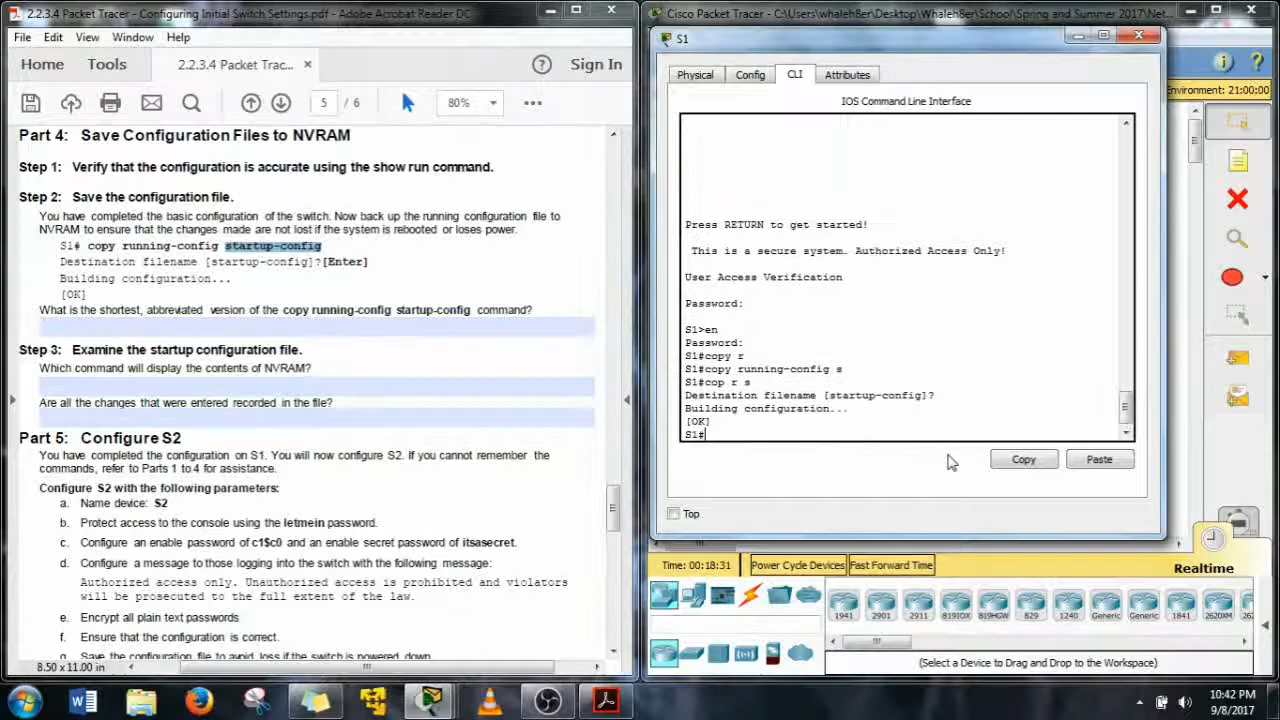 2.2.3.4 Packet Tracer - Configuring Initial Switch Settings.pdf - Adobe Acrobat Reader DC
File Edit View Window Help
Home Tools 2.2.3.4 Packet Trac... × ? Sign In
5 / 6 80%
Part 4: Save Configuration Files to NVRAM
Step 1: Verify that the configuration is accurate using the show run command.
Step 2: Save the configuration file.
You have completed the basic configuration of the switch. Now back up the running configuration file to
NVRAM to ensure that the changes made are not lost if the system is rebooted or loses power.
S1# copy running-config startup-config
Destination filename [startup-config]?[Enter]
Building configuration...
[OK]
What is the shortest, abbreviated version of the copy running-config startup-config command?
Step 3: Examine the startup configuration file.
Which command will display the contents of NVRAM?
Are all the changes that were entered recorded in the file?
Part 5: Configure S2
You have completed the configuration on S1. You will now configure S2. If you cannot remember the
commands, refer to Parts 1 to 4 for assistance.
Configure S2 with the following parameters:
a. Name device: S2
b. Protect access to the console using the letmein password.
c. Configure an enable password of c1$c0 and an enable secret password of itsasecret.
d. Configure a message to those logging into the switch with the following message:
Authorized access only. Unauthorized access is prohibited and violators
will be prosecuted to the full extent of the law.
e. Encrypt all plain text passwords
f. Ensure that the configuration is correct.
g. Save the configuration file to avoid loss if the switch is powered down
8.50 x 11.00 in
Cisco Packet Tracer - C:\Users\whaleh8er\Desktop\Whaleh8er\School\Spring and Summer 2017\Net...
S1
Physical Config CLI Attributes
IOS Command Line Interface
Press RETURN to get started!
This is a secure system. Authorized Access Only!
User Access Verification
Password:
S1>en
Password:
S1#copy r
S1#copy running-config s
S1#cop r s
Destination filename [startup-config]?
Building configuration...
[OK]
S1#
Copy Paste
Top
Environment: 21:00:00
Time: 00:18:31 Power Cycle Devices Fast Forward Time
Realtime
1941 2901 2911 819IOX 819HGW 829 1240 Generic Generic 1841 2620XM 262
(Select a Device to Drag and Drop to the Workspace)
10:42 PM
9/8/2017